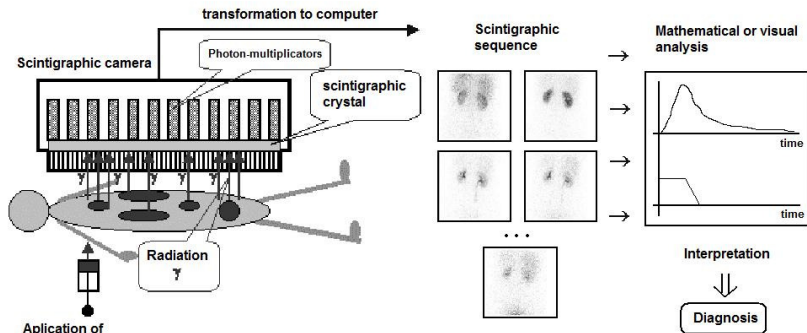 transformation to computer
Scintigraphic camera
Photon-multiplicators
scintigraphic
crystal
γ γ γ γ γ
Radiation
γ
Aplication of
Scintigraphic
sequence
...
Mathematical or visual
analysis
time
time
Interpretation
Diagnosis